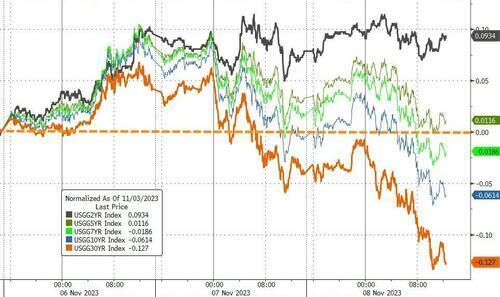 0.10
0.0934
0.05
0.0116
0.00
-0.0186
-0.05
-0.0614
-0.10
-0.127
Normalized As Of 11/03/2023
Last Price
USGG2YR Index 0.0934
USGG5YR Index 0.0116
USGG7YR Index -0.0186
USGG10YR Index -0.0614
USGG30YR Index -0.127
00:00 08:00 00:00 08:00 00:00 08:00
06 Nov 2023 07 Nov 2023 08 Nov 2023